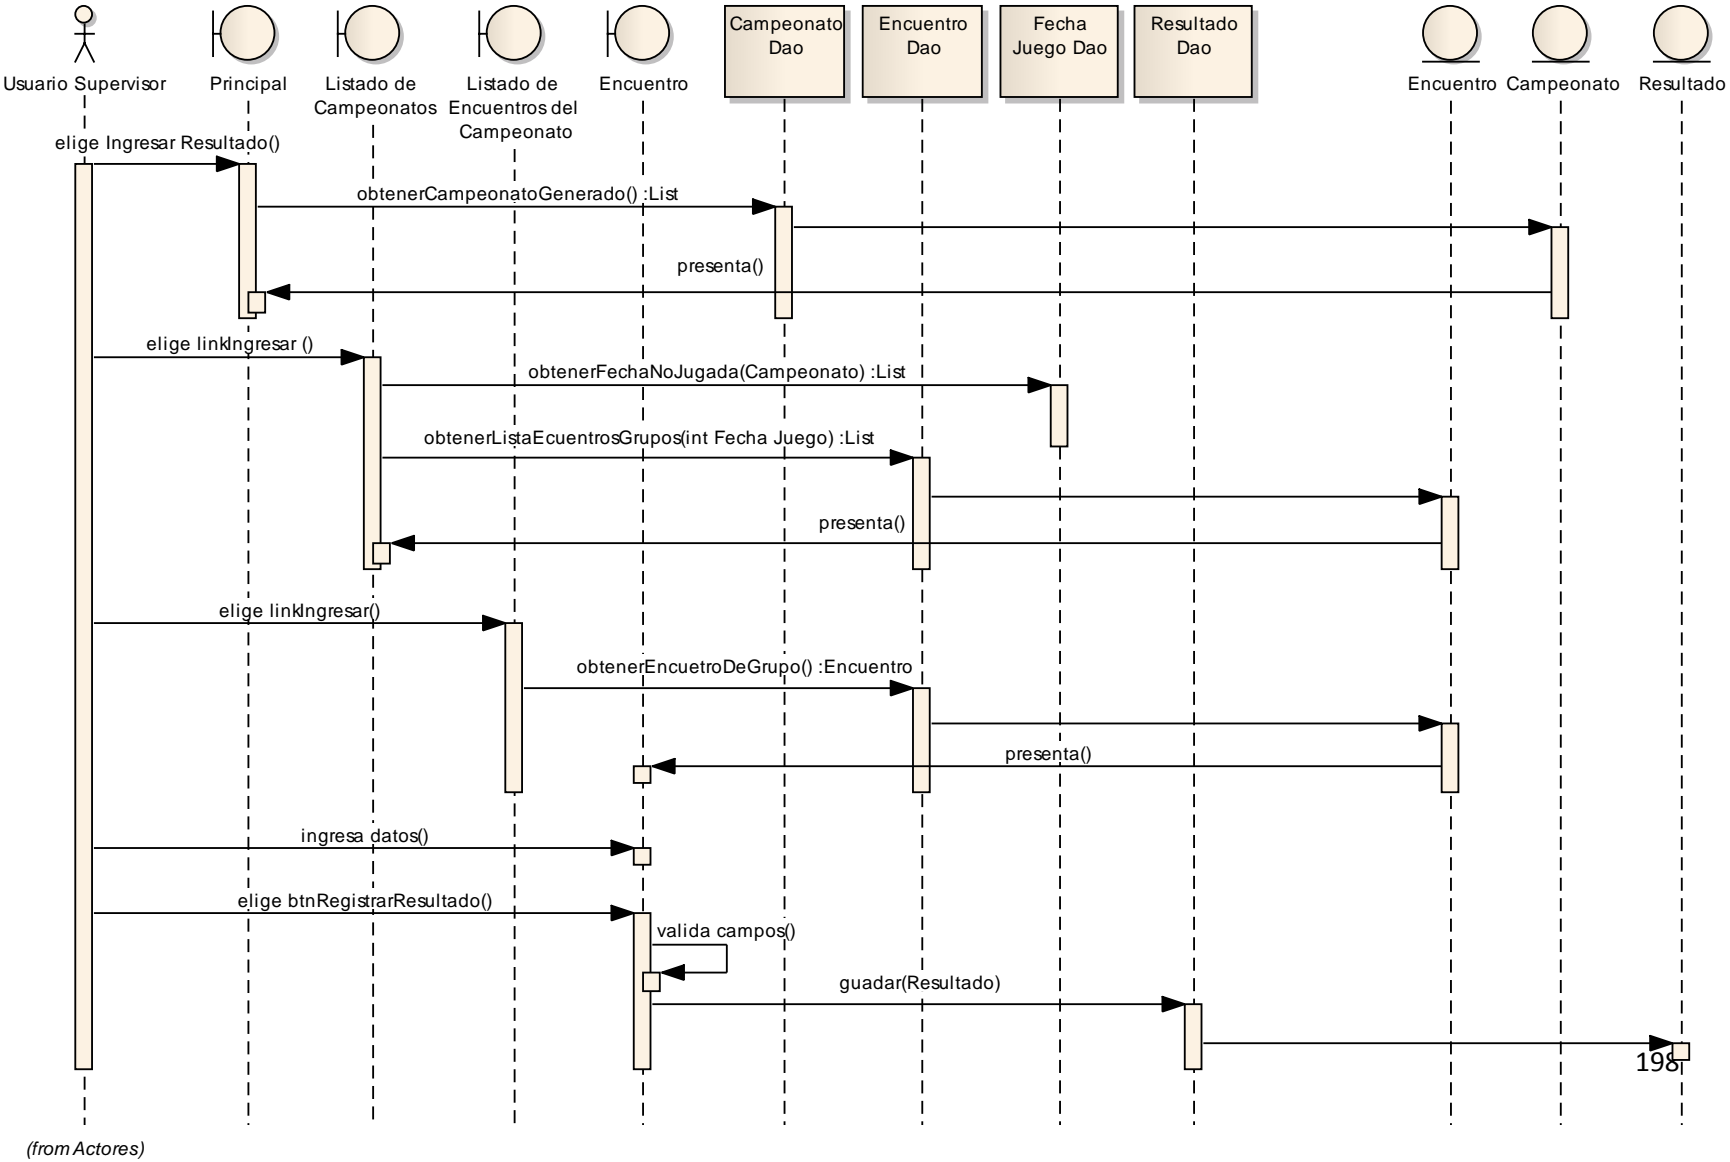 Usuario Supervisor
Principal
Listado de
Campeonatos
Listado de
Encuentros del
Campeonato
Encuentro
Campeonato
Dao
Encuentro
Dao
Fecha
Juego Dao
Resultado
Dao
Encuentro
Campeonato
Resultado
elige Ingresar Resultado()
obtenerCampeonatoGenerado() :List
presenta()
elige linkIngresar ()
obtenerFechaNoJugada(Campeonato) :List
obtenerListaEcuentrosGrupos(int Fecha Juego) :List
presenta()
elige linkIngresar()
obtenerEncuetroDeGrupo() :Encuentro
presenta()
ingresa datos()
elige btnRegistrarResultado()
valida campos()
guadar(Resultado)
198
(from Actores)